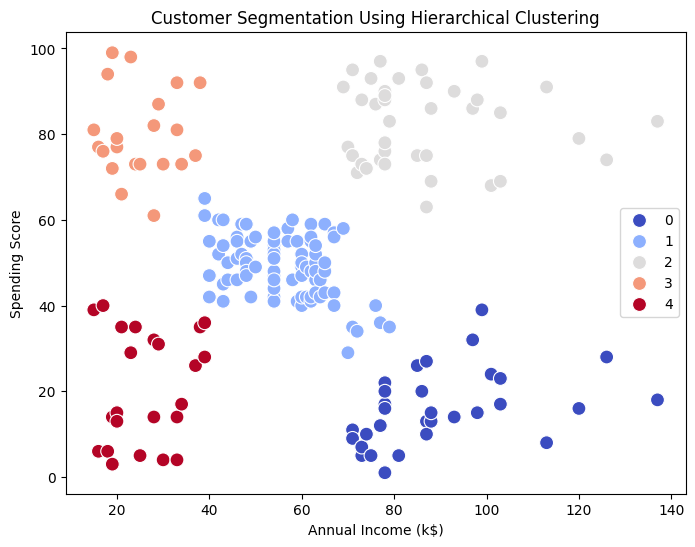 Customer Segmentation Using Hierarchical Clustering
Spending Score
100
80
60
40
20
0
0
1
2
3
4
20 40 60 80 100 120 140
Annual Income (k$)